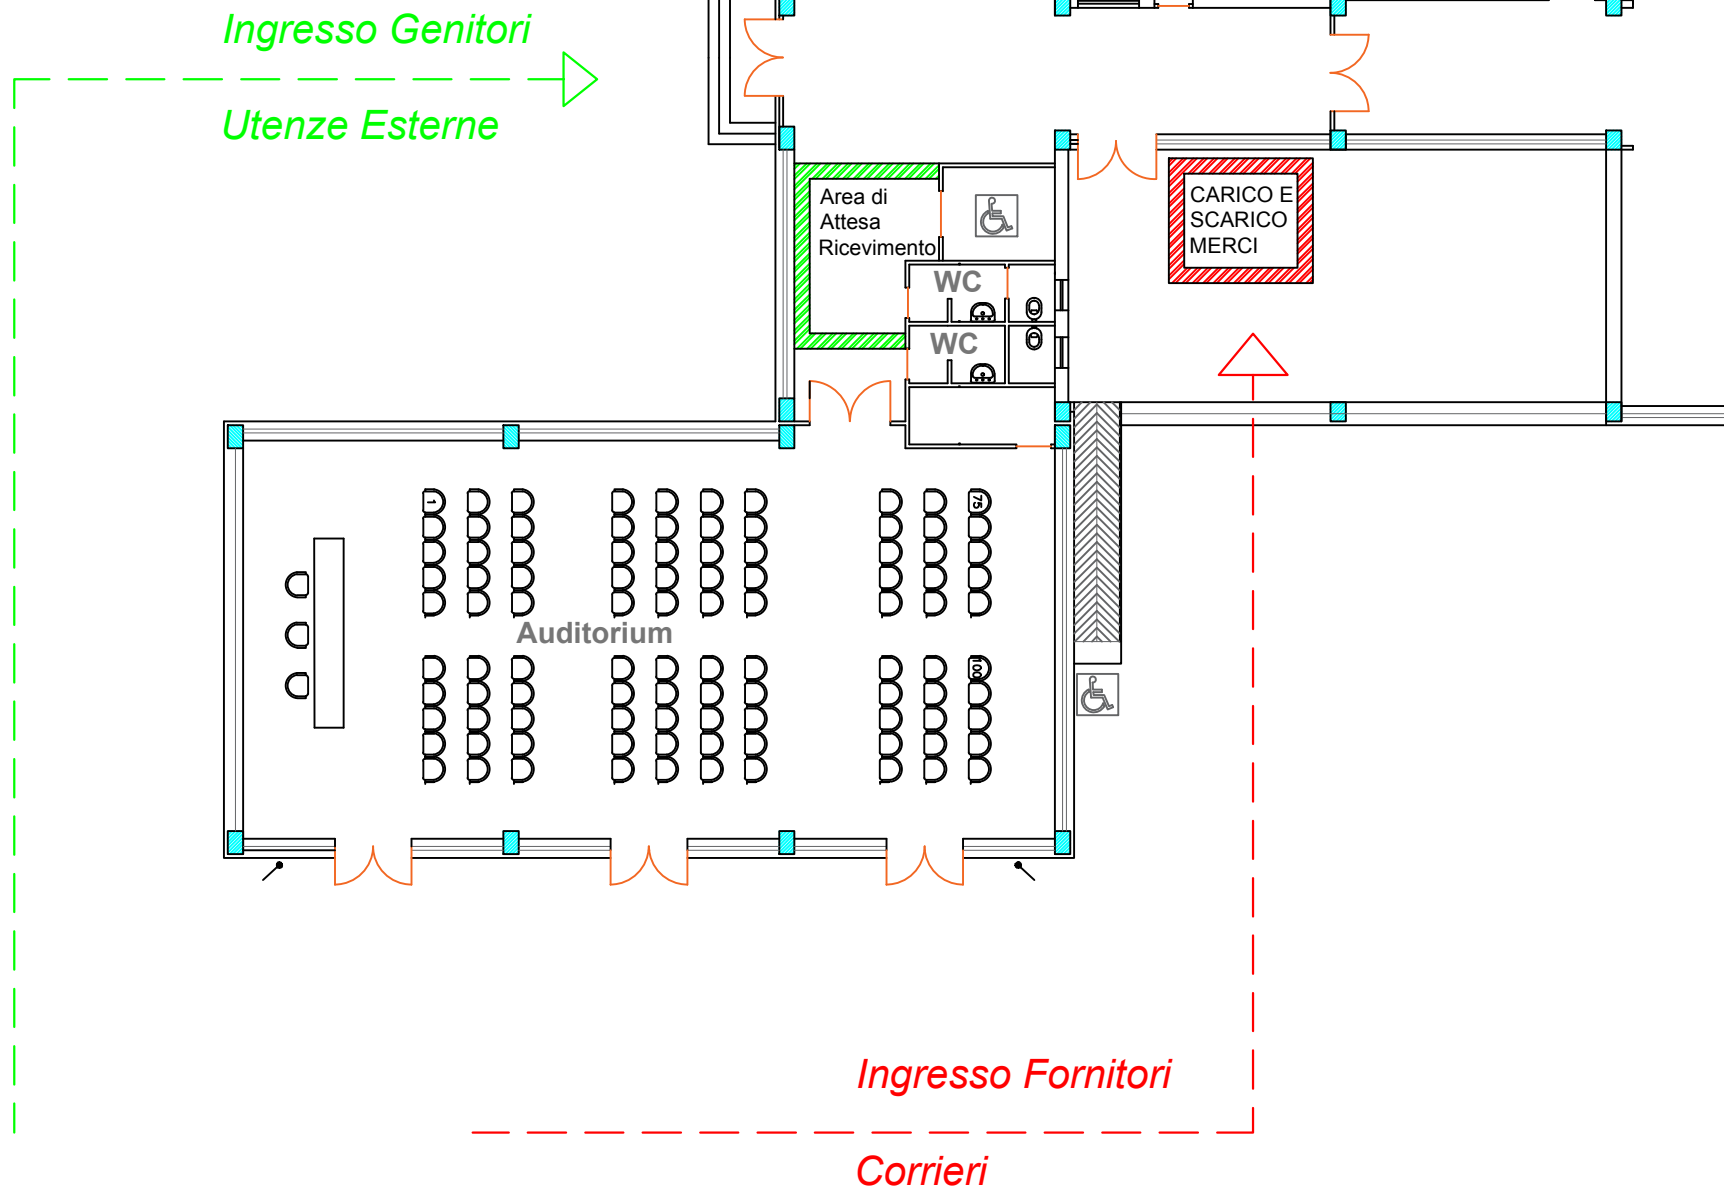 Ingresso Genitori
Utenze Esterne
Area di
Attesa
Ricevimento
CARICO E
SCARICO
MERCI
WC
WC
1
75
Auditorium
100
Ingresso Fornitori
Corrieri